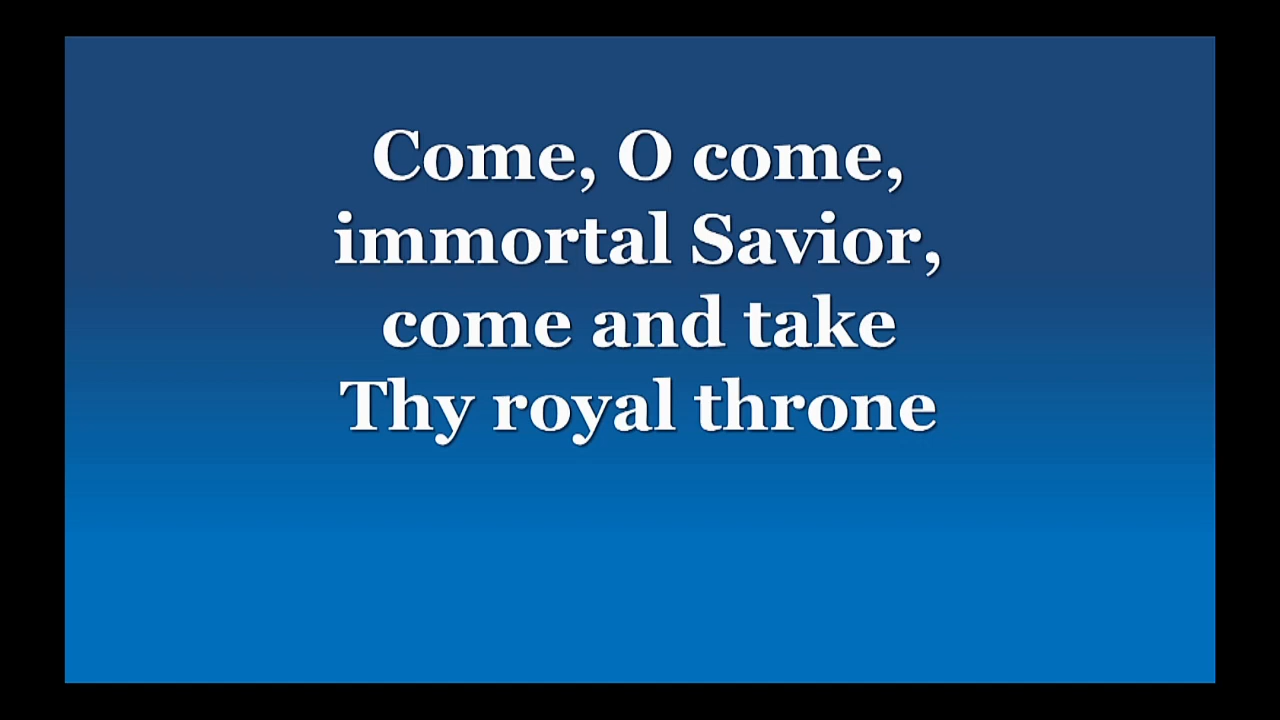 Come, O come,
immortal Savior,
come and take
Thy royal throne